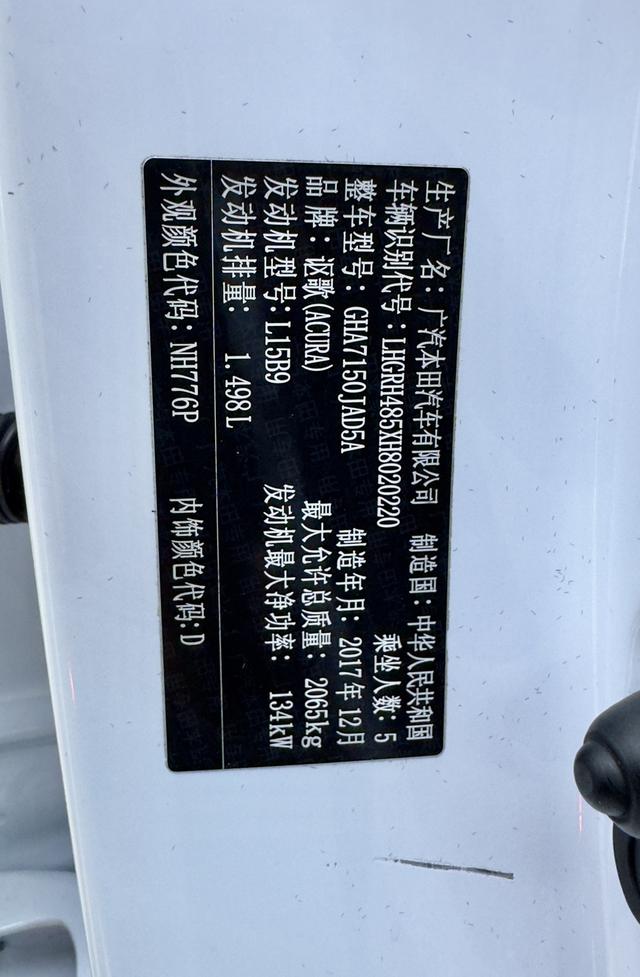 生产厂名：广汽本田汽车有限公司 制造国：中华人民共和国
车辆识别代号：LHGRH485XH8020220 乘坐人数：5
整车型号：GHA7150JAD5A 制造年月：2017年12月
品牌：讴歌(ACURA) 最大允许总质量：2065kg
发动机型号：L15B9 发动机最大净功率：134kW
发动机排量：1.498L
外观颜色代码：NH776P 内饰颜色代码：D